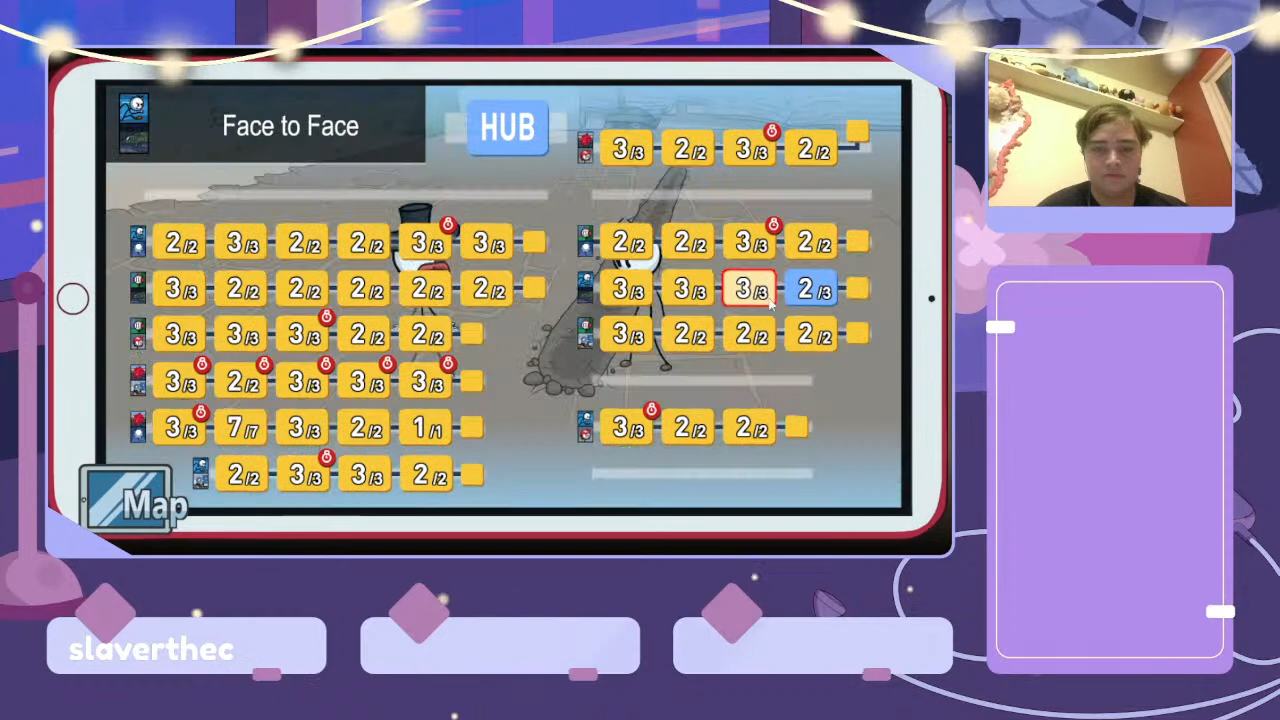 Face to Face
HUB
3/3 2/2 3/3 2/2
2/2 3/3 2/2 2/2 3/3 3/3
2/2 2/2 3/3 2/2
3/3 2/2 2/2 2/2 2/2 2/2
3/3 3/3 3/3 2/3
3/3 3/3 3/3 2/2 2/2
3/3 2/2 2/2 2/2
3/3 2/2 3/3 3/3 3/3
3/3 7/7 3/3 2/2 1/1
3/3 2/2 2/2
2/2 3/3 3/3 2/2
Map
slaverthec